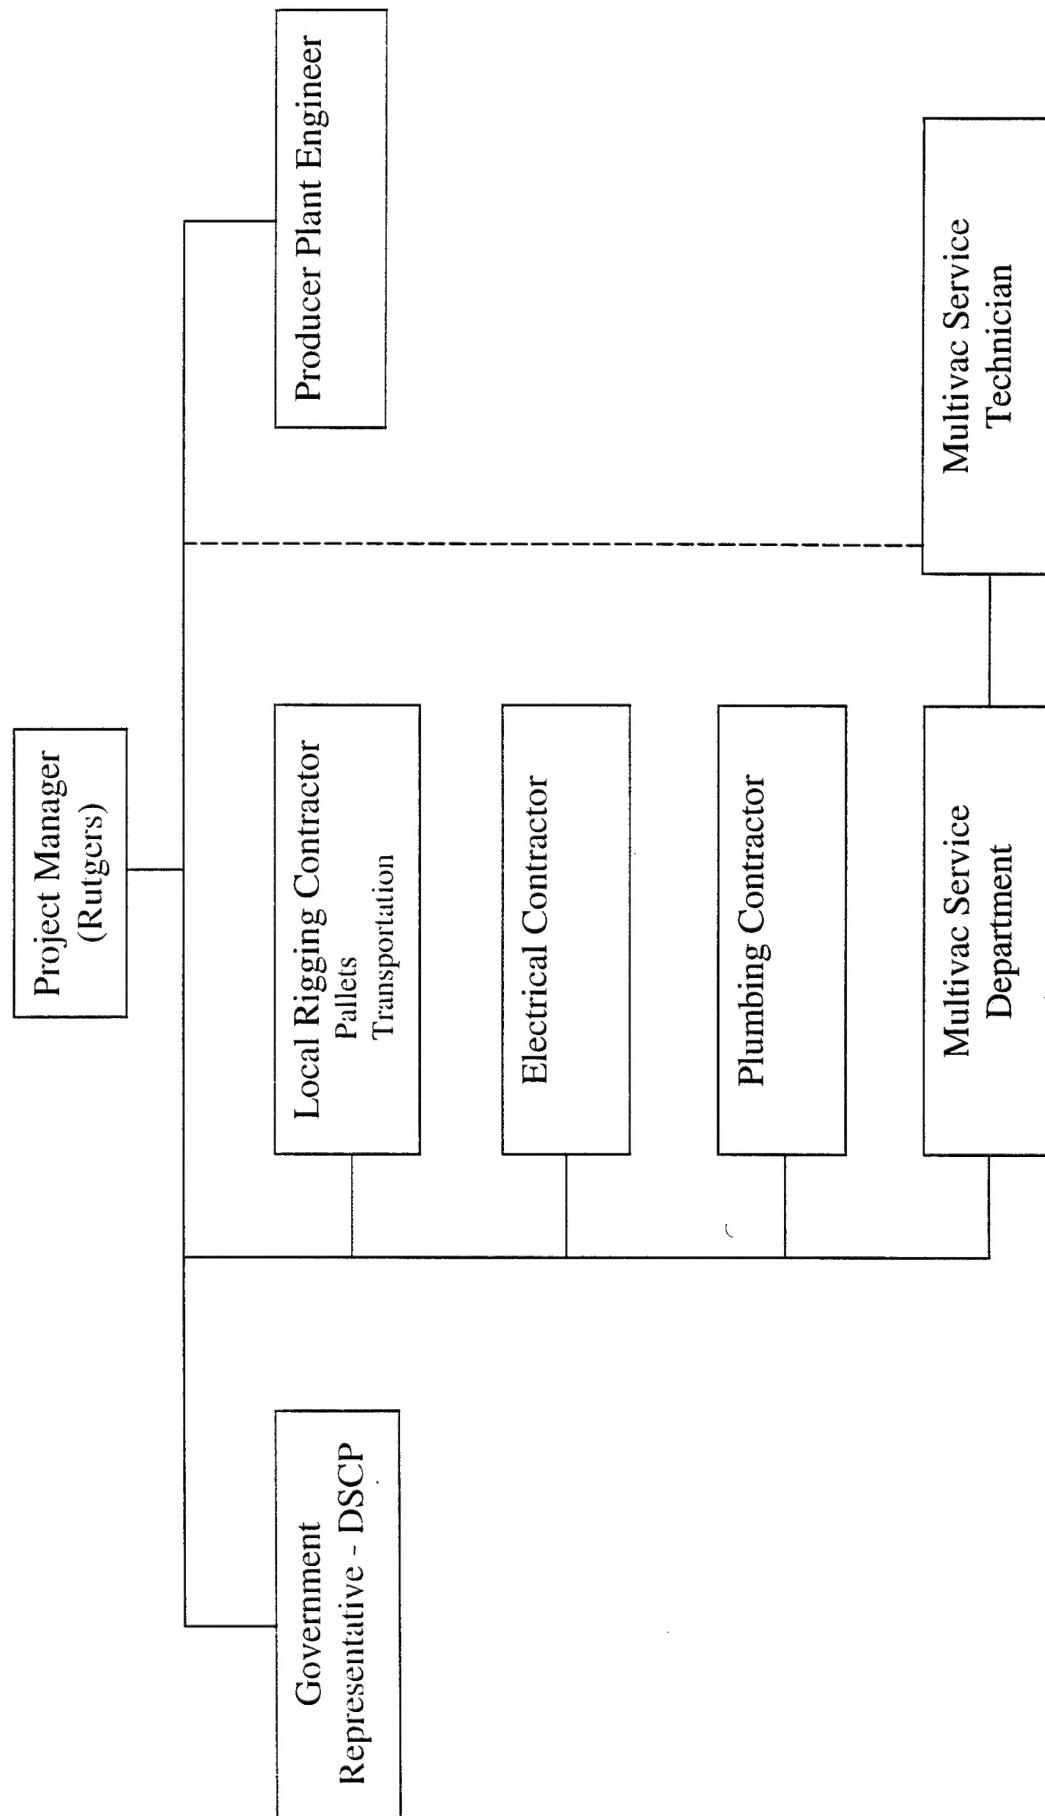 Project Manager
(Rutgers)
Government
Representative - DSCP
Local Rigging Contractor
Pallets
Transportation
Producer Plant Engineer
Electrical Contractor
Plumbing Contractor
Multivac Service
Department
Multivac Service
Technician